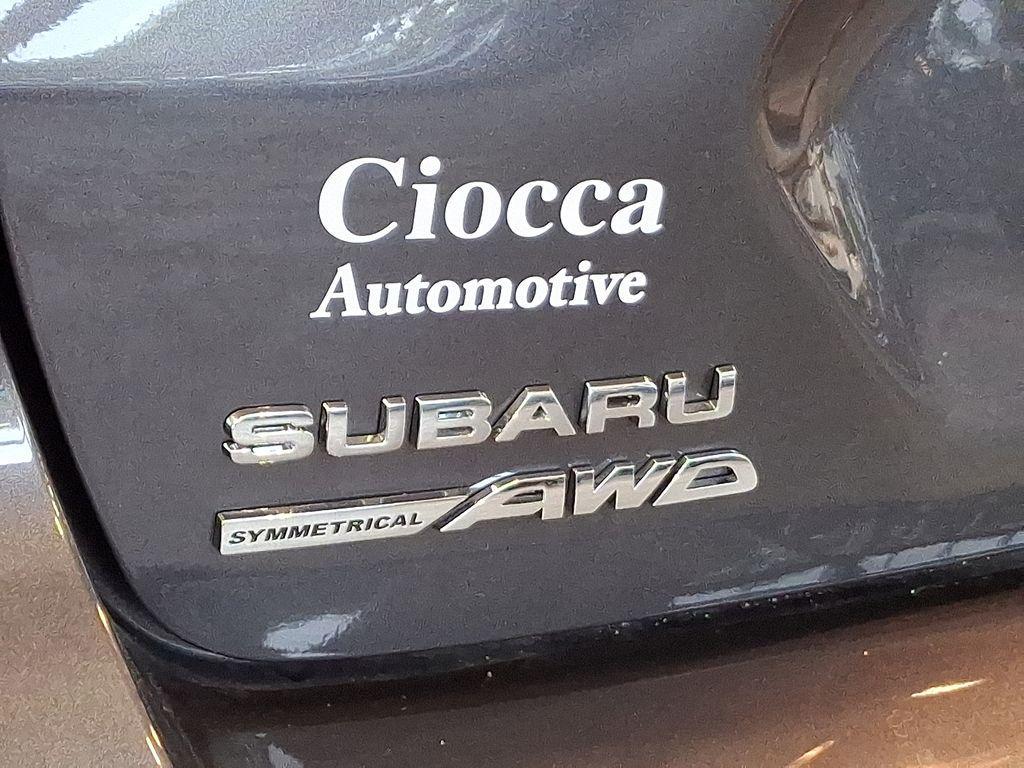 Ciocca
Automotive
SUBARU
SYMMETRICAL AWD